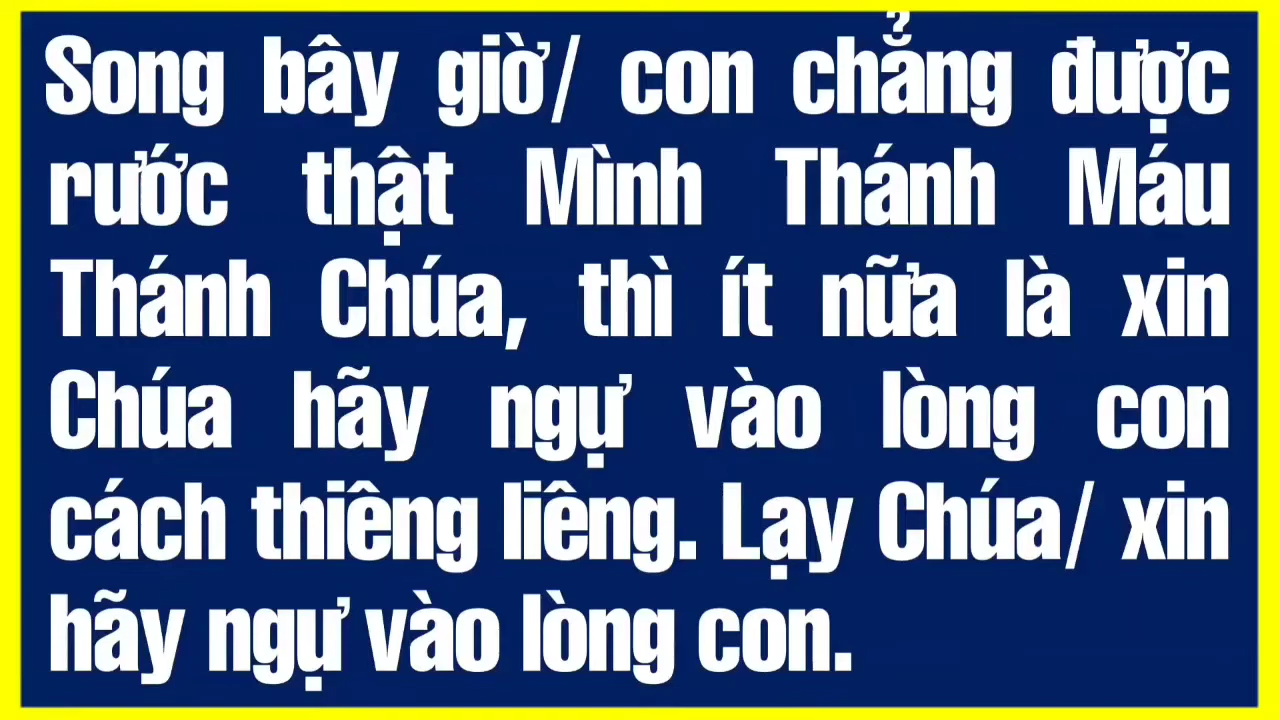 Song bây giờ/ con chẳng được
rước thật Mình Thánh Máu
Thánh Chúa, thì ít nữa là xin
Chúa hãy ngự vào lòng con
cách thiêng liêng. Lạy Chúa/ xin
hãy ngự vào lòng con.